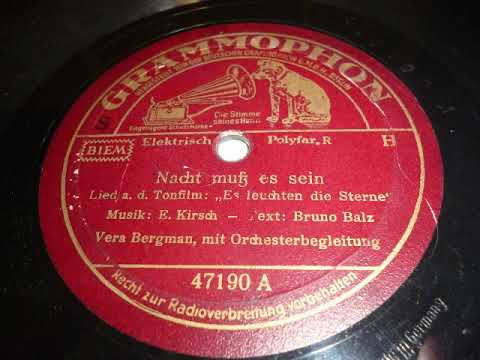 GRAMMOPHON
Die Stimme
seines Herrn
Eingetragene Schutzmarke
BIEM
Elektrisch
Polyfar, R
H
Nacht muß es sein
Lied a. d. Tonfilm: „Es leuchten die Sterne"
Musik: E. Kirsch – Text: Bruno Balz
Vera Bergman, mit Orchesterbegleitung
47190 A
Recht zur Radioverbreitung vorbehalten
Germany